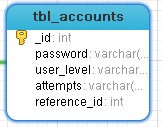 tbl_accounts
_id: int
password: varchar(...
user_level: varchar(...
attempts: varchar(...
reference_id: int